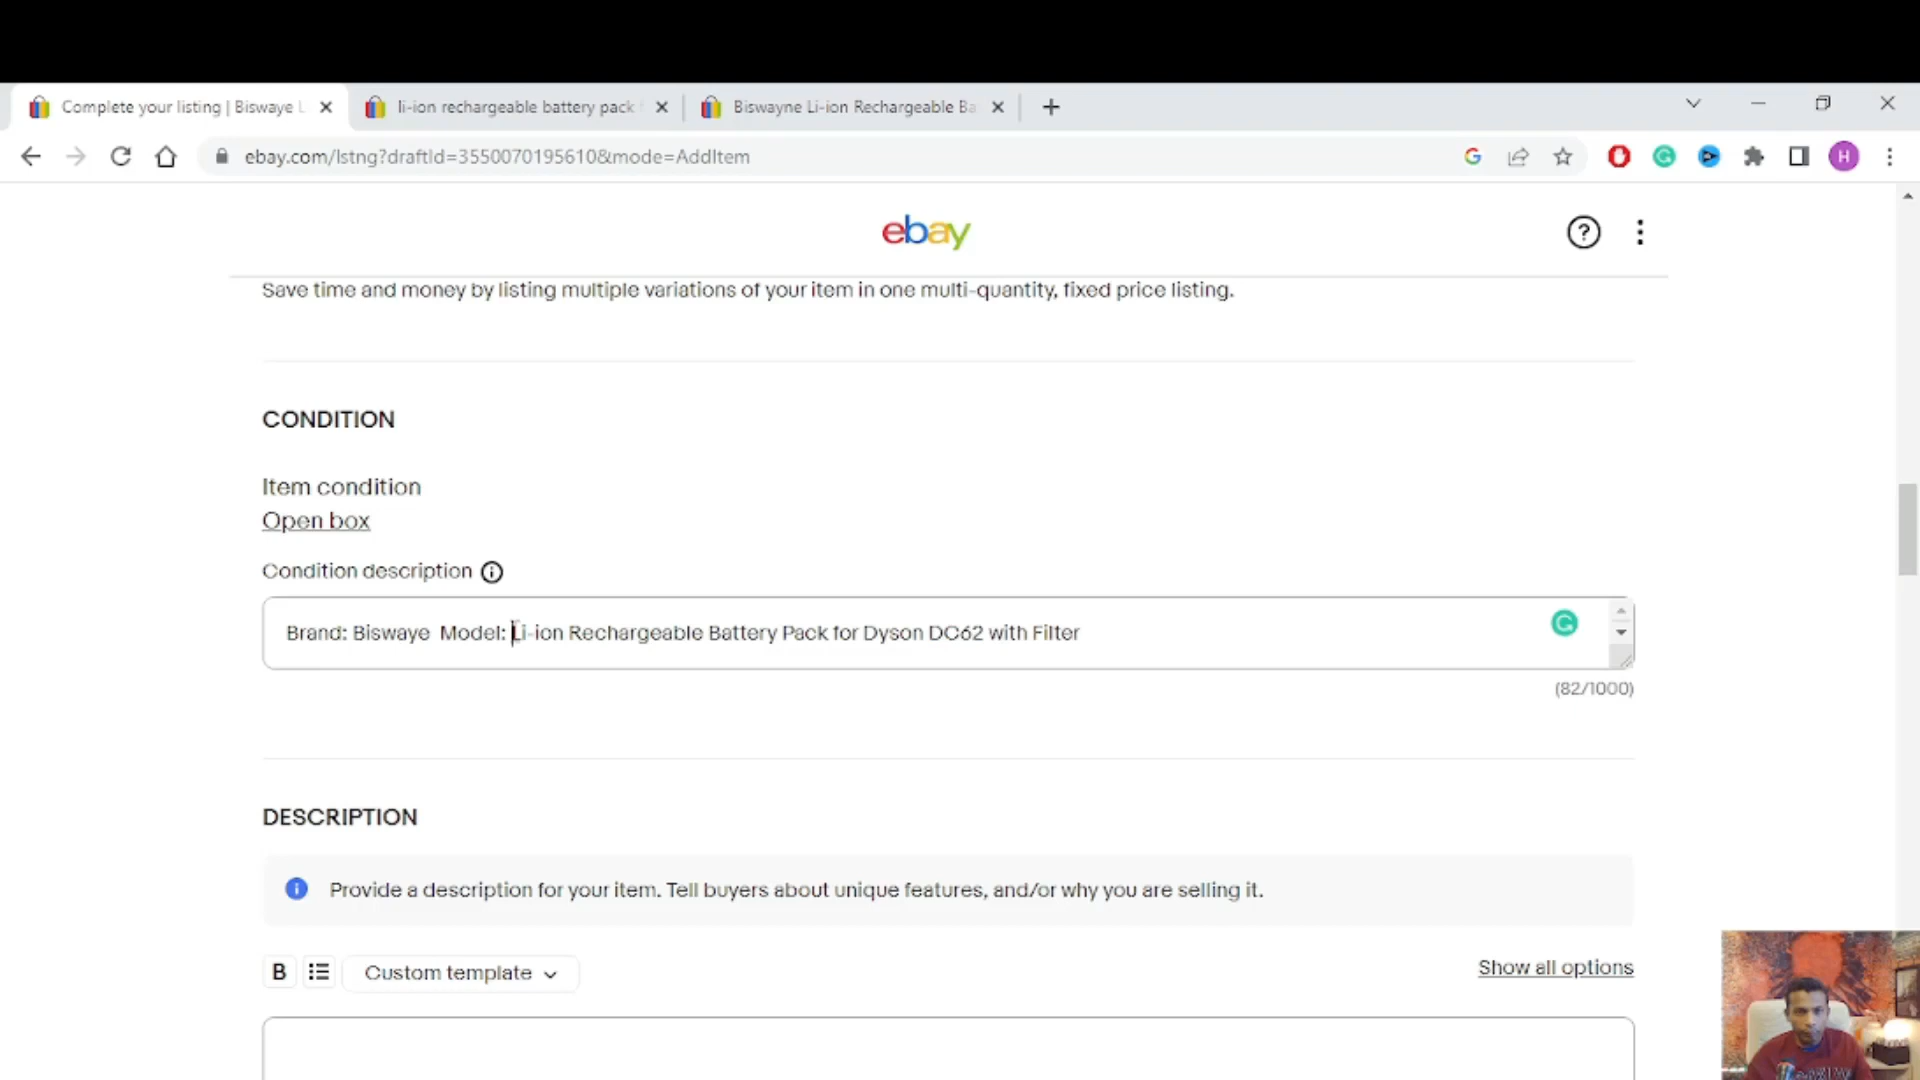 Complete your listing | Biswaye L
li-ion rechargeable battery pack
Biswayne Li-ion Rechargeable Ba
ebay.com/lstng?draftId=3550070195610&mode=AddItem
H
ebay
Save time and money by listing multiple variations of your item in one multi-quantity, fixed price listing.
CONDITION
Item condition
Open box
Condition description
Brand: Biswaye  Model: Li-ion Rechargeable Battery Pack for Dyson DC62 with Filter
(82/1000)
DESCRIPTION
Provide a description for your item. Tell buyers about unique features, and/or why you are selling it.
B
Custom template
Show all options